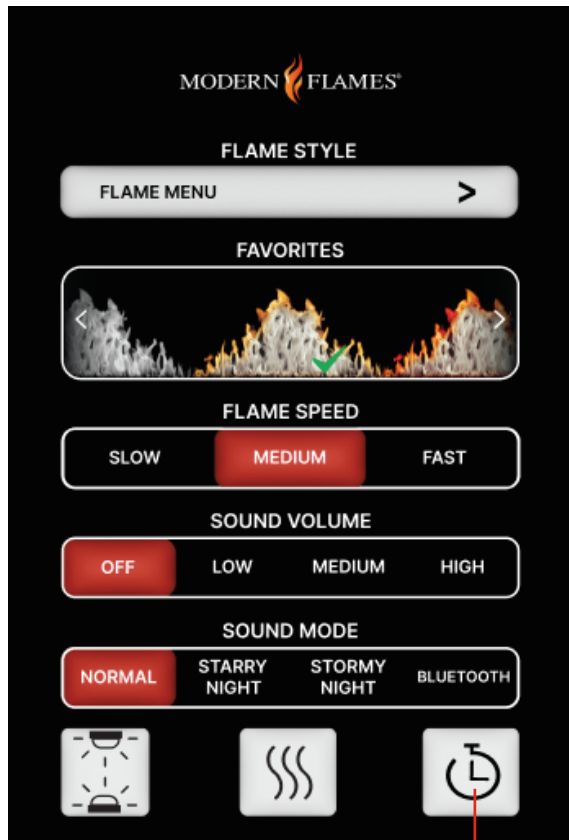 MODERN FLAMES®
FLAME STYLE
FLAME MENU >
FAVORITES
< >
FLAME SPEED
SLOW MEDIUM FAST
SOUND VOLUME
OFF LOW MEDIUM HIGH
SOUND MODE
NORMAL STARRY NIGHT STORMY NIGHT BLUETOOTH